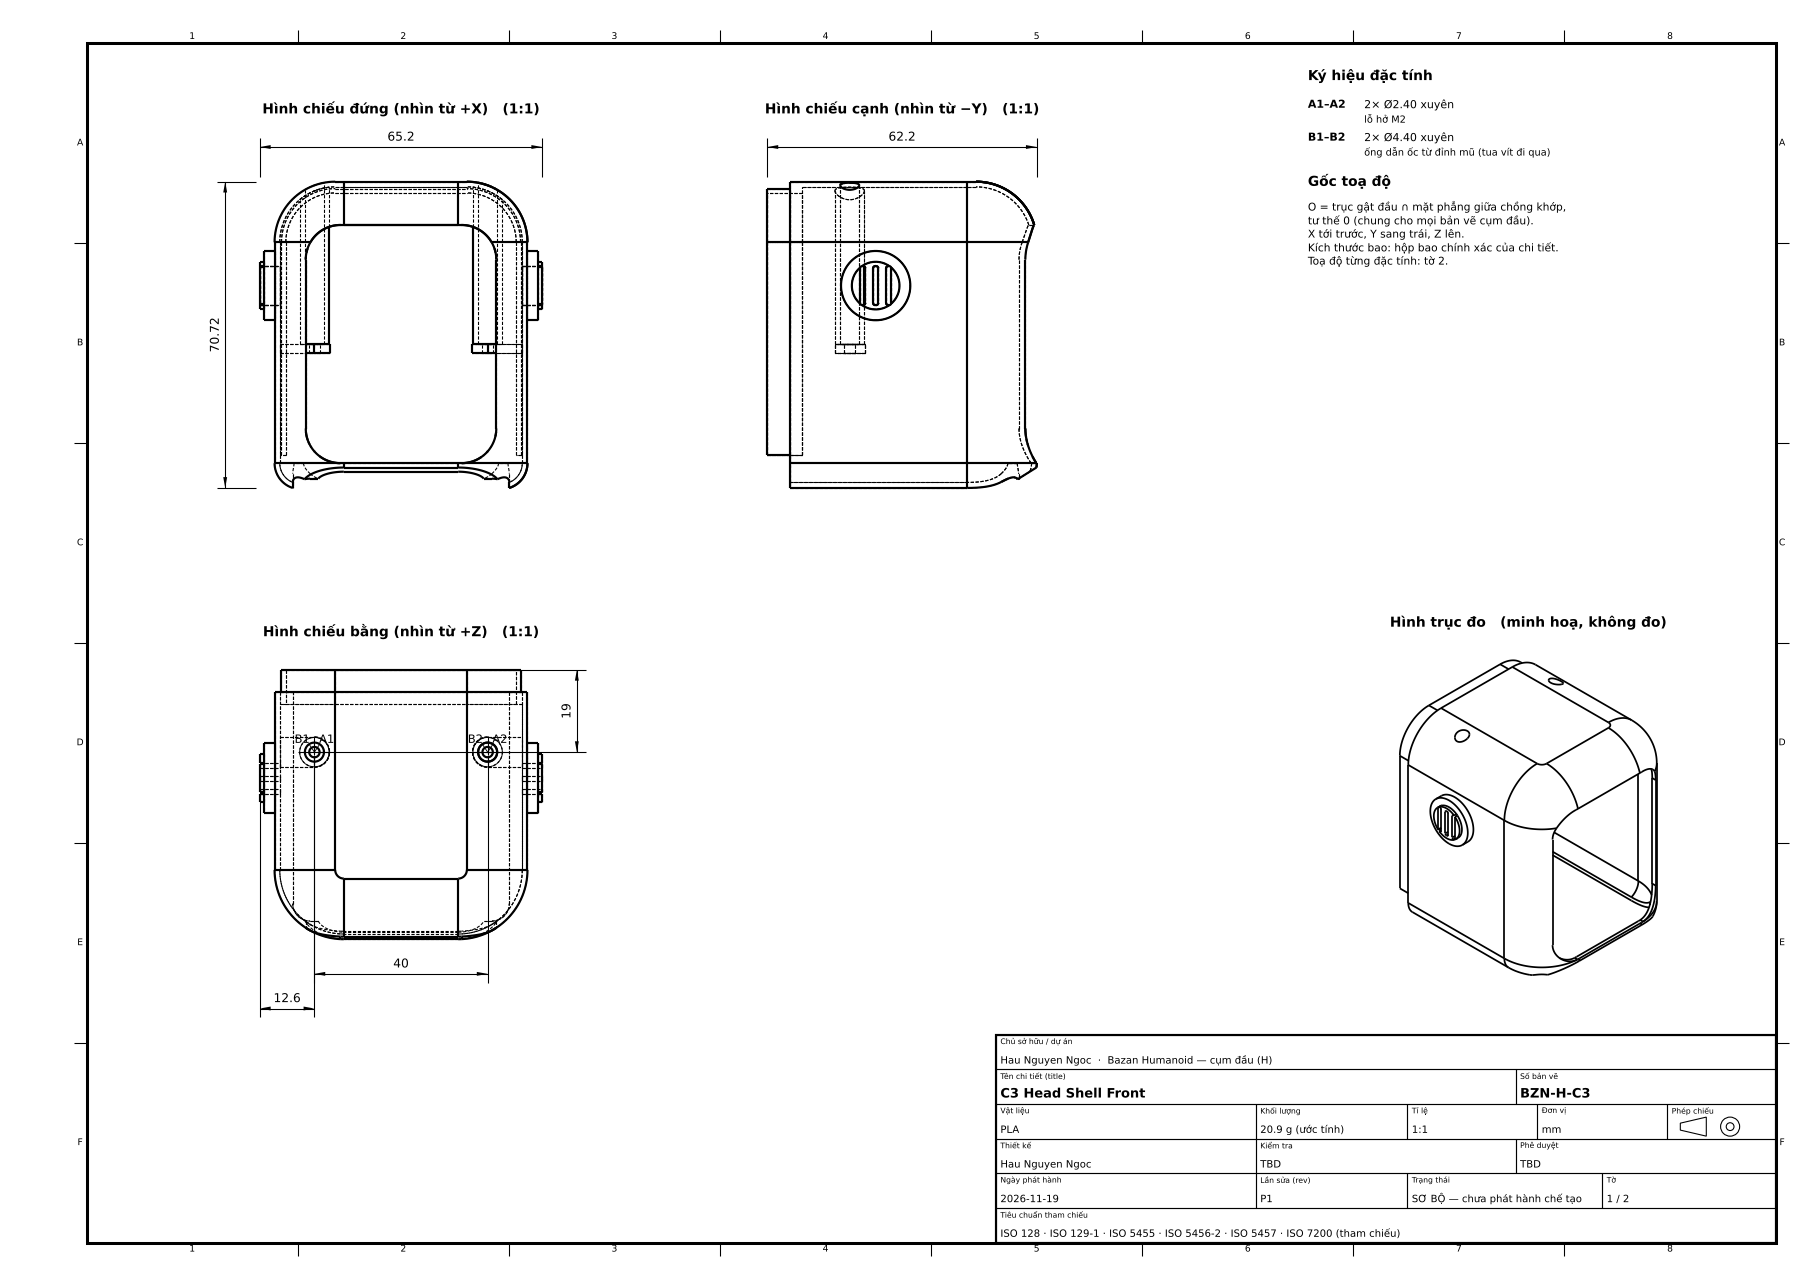 1 2 3 4 5 6 7 8
Ký hiệu đặc tính
A1–A2 2× Ø2.40 xuyên
lỗ hở M2
B1–B2 2× Ø4.40 xuyên
ống dẫn ốc từ đỉnh mũ (tua vít đi qua)
Gốc toạ độ
O = trục gật đầu ∩ mặt phẳng giữa chồng khớp,
tư thế 0 (chung cho mọi bản vẽ cụm đầu).
X tới trước, Y sang trái, Z lên.
Kích thước bao: hộp bao chính xác của chi tiết.
Toạ độ từng đặc tính: tờ 2.
Hình chiếu đứng (nhìn từ +X) (1:1)
65.2
70.72
Hình chiếu cạnh (nhìn từ −Y) (1:1)
62.2
A A
B B
C C
D D
E E
F F
Hình chiếu bằng (nhìn từ +Z) (1:1)
19
B1 A1
B2 A2
40
12.6
Hình trục đo (minh hoạ, không đo)
Chủ sở hữu / dự án
Hau Nguyen Ngoc · Bazan Humanoid — cụm đầu (H)
Tên chi tiết (title) Số bản vẽ
C3 Head Shell Front BZN-H-C3
Vật liệu Khối lượng Tỉ lệ Đơn vị Phép chiếu
PLA 20.9 g (ước tính) 1:1 mm
Thiết kế Kiểm tra Phê duyệt
Hau Nguyen Ngoc TBD TBD
Ngày phát hành Lần sửa (rev) Trạng thái Tờ
2026-11-19 P1 SƠ BỘ — chưa phát hành chế tạo 1 / 2
Tiêu chuẩn tham chiếu
ISO 128 · ISO 129-1 · ISO 5455 · ISO 5456-2 · ISO 5457 · ISO 7200 (tham chiếu)
1 2 3 4 5 6 7 8